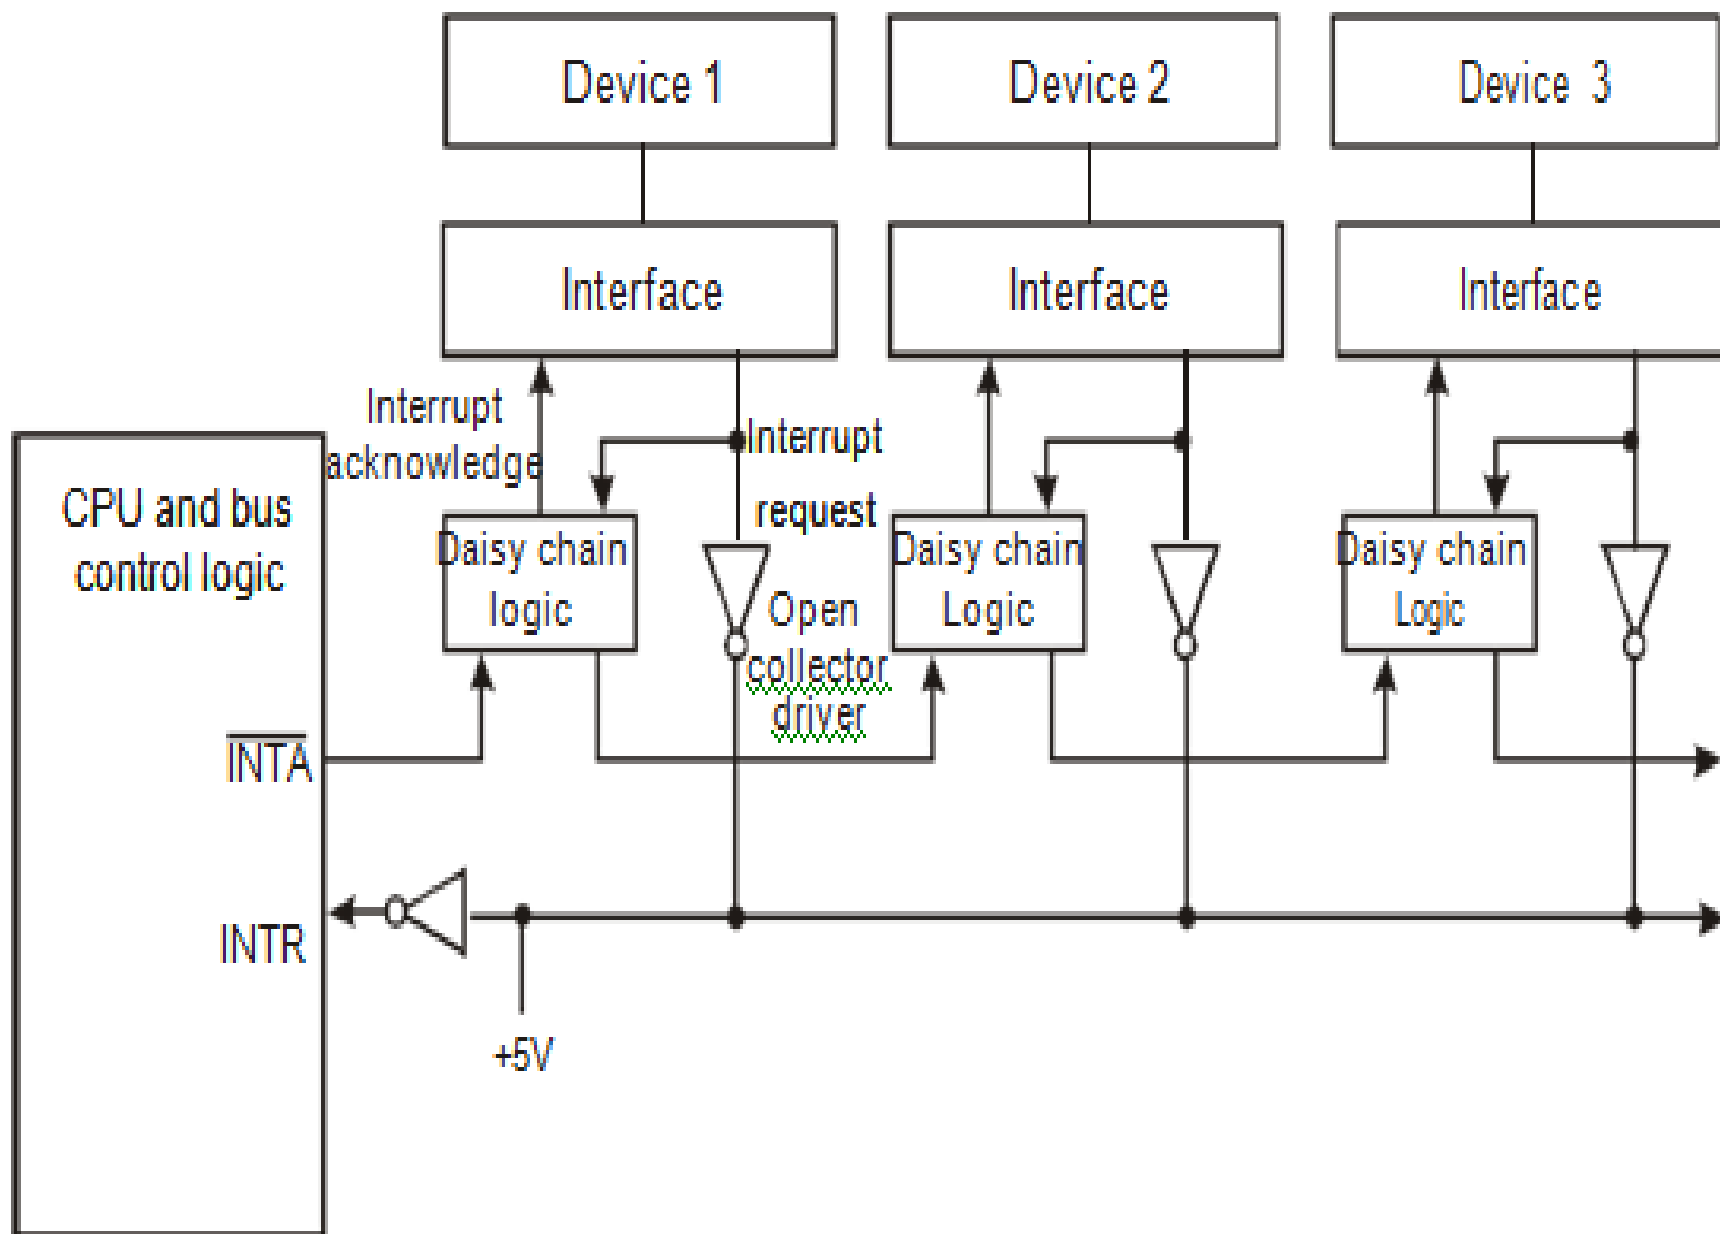 Device 1
Device 2
Device 3
Interface
Interface
Interface
Interrupt
acknowledge
Interrupt
request
CPU and bus
control logic
Daisy chain
logic
Open
collector
driver
Daisy chain
Logic
Daisy chain
Logic
I̅N̅T̅A̅
INTR
+5V